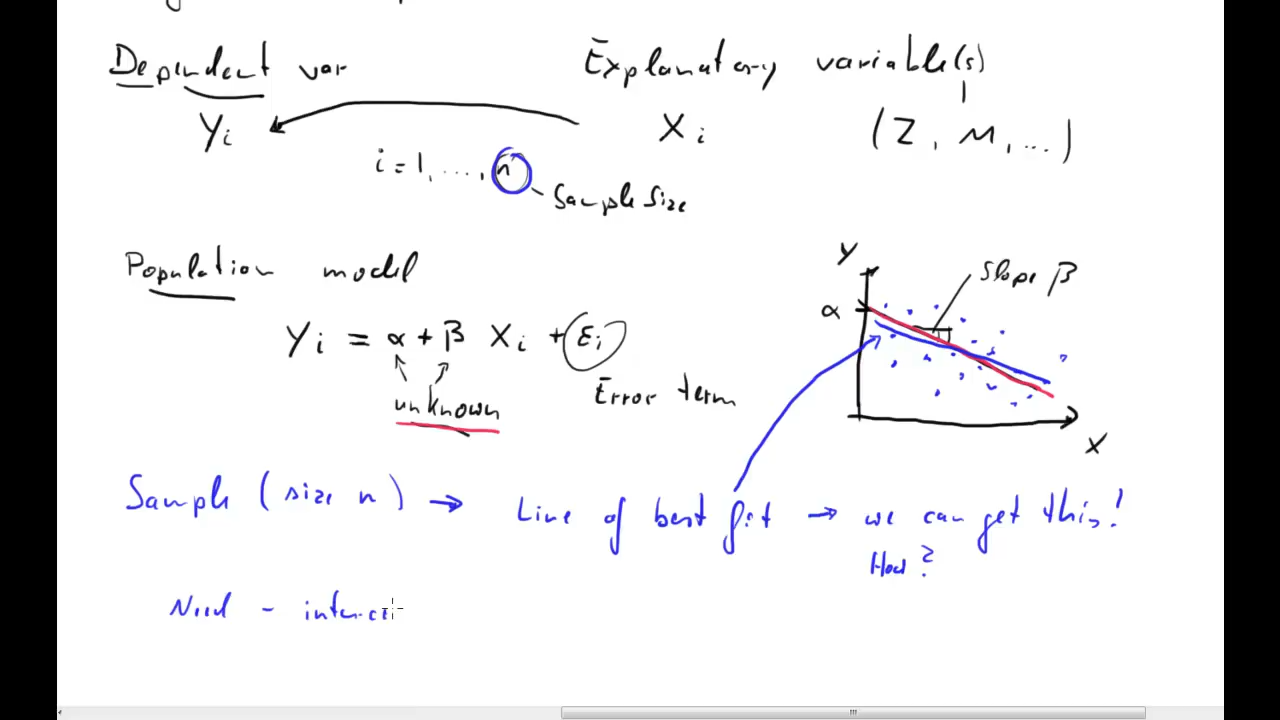 Dependent var Explanatory variable(s)
Yi Xi (Z, M, ...)
i = 1, ...., n
Sample size
Population model
Y
Slope β
α
Yi = α + β Xi + εi
unknown
Error term
X
Sample (size n) → Line of best fit → we can get this!
How?
Need -